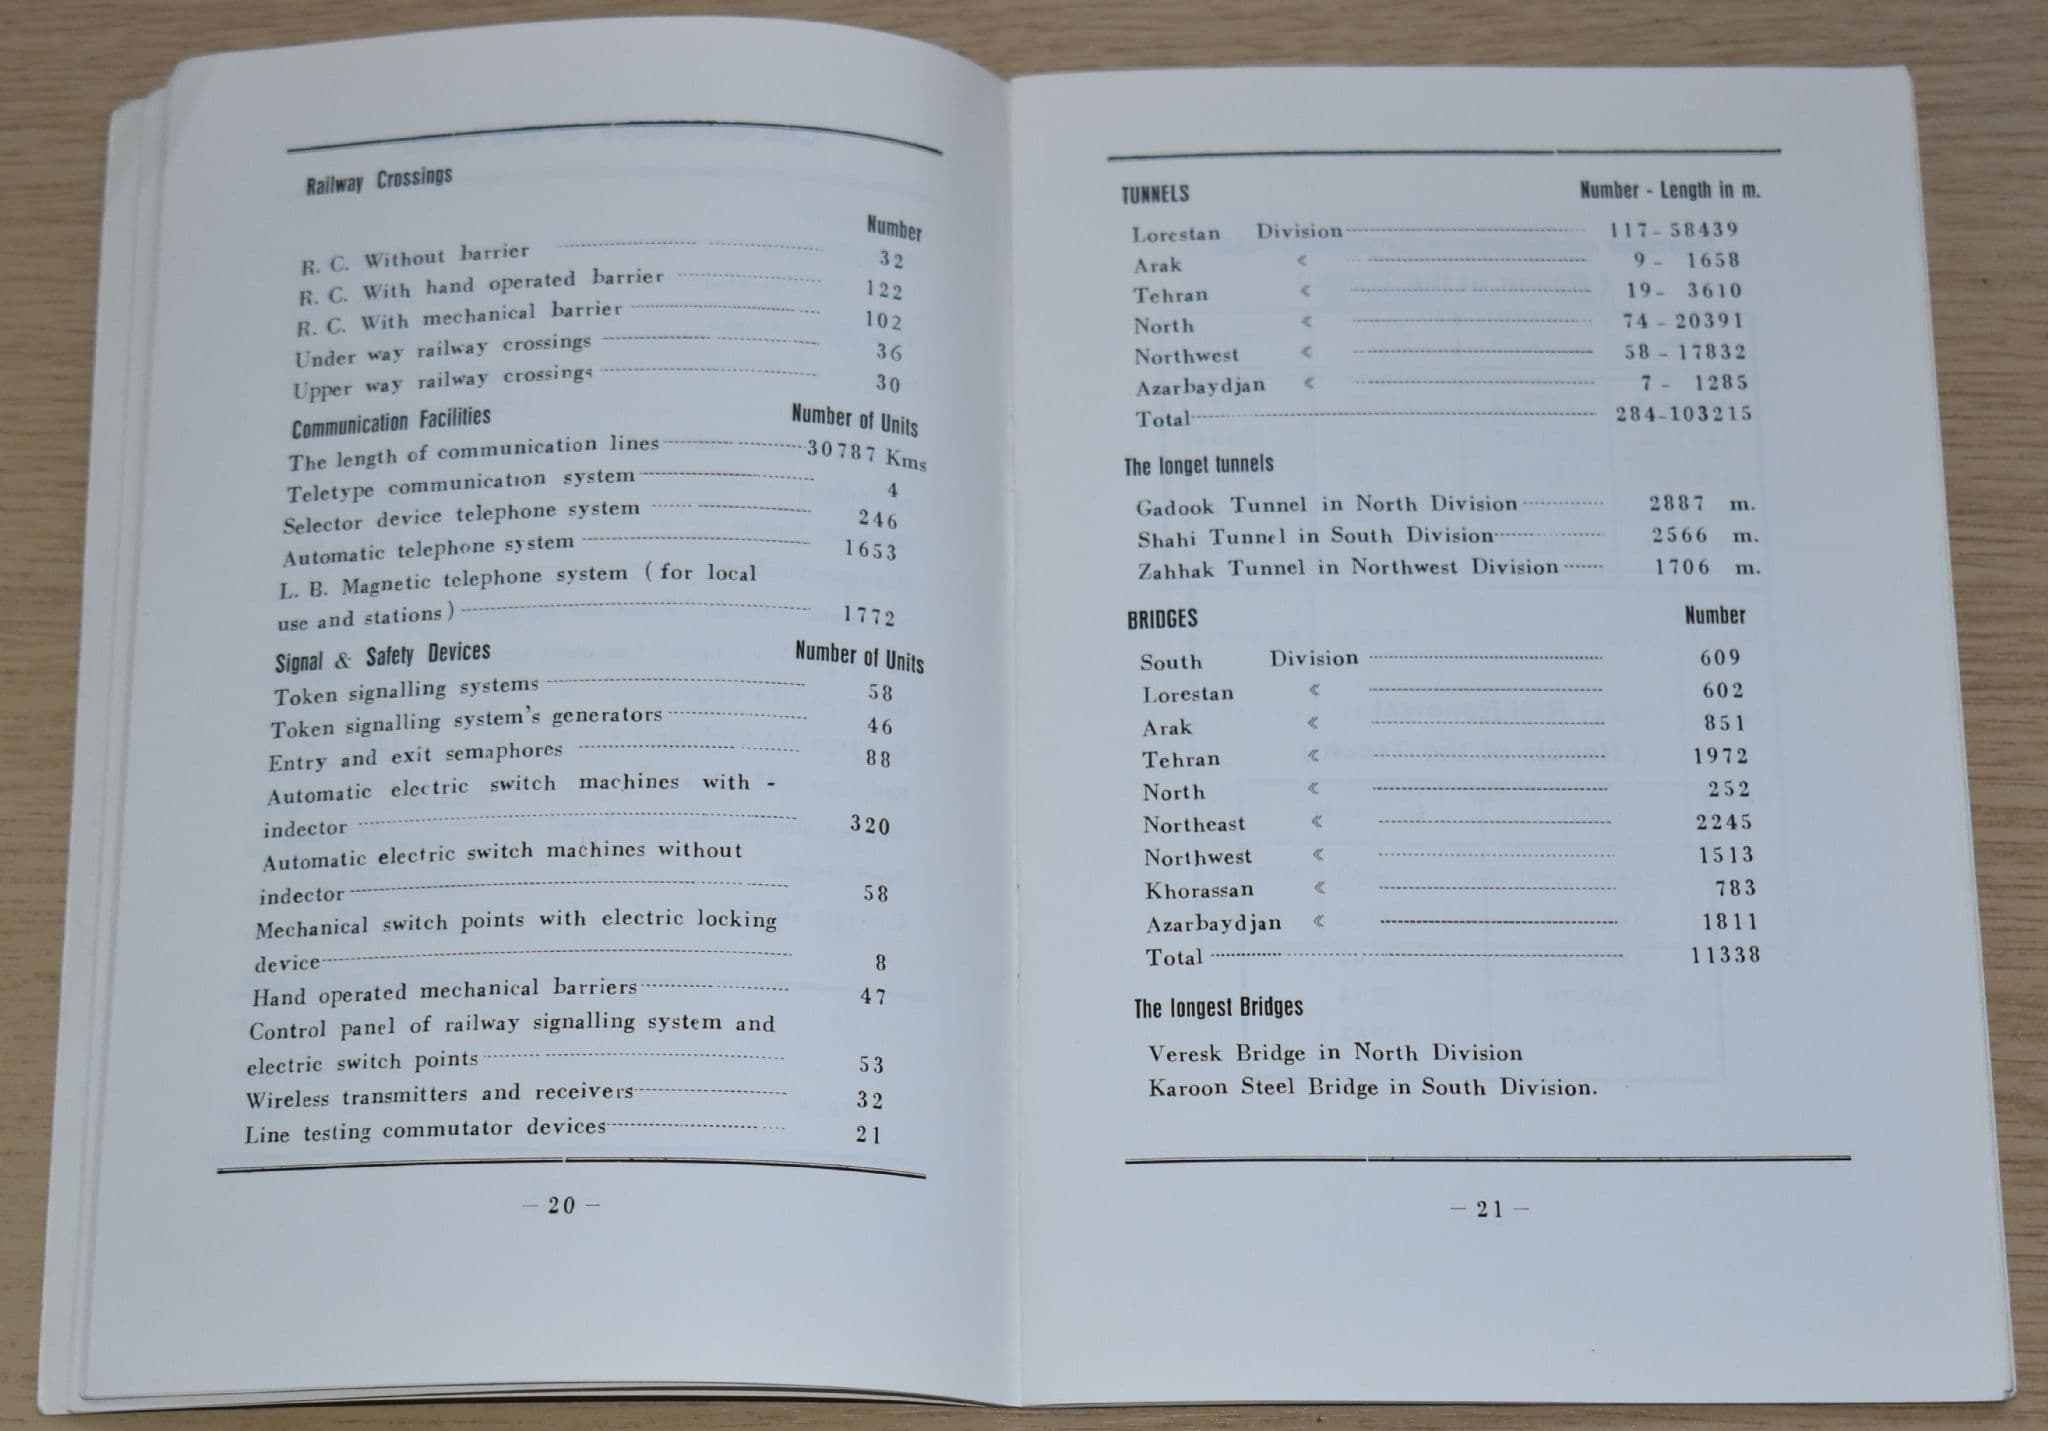 Railway Crossings
Number
R. C. Without barrier 32
R. C. With hand operated barrier 122
R. C. With mechanical barrier 102
Under way railway crossings 36
Upper way railway crossings 30
Communication Facilities Number of Units
The length of communication lines 30787 Kms
Teletype communication system 4
Selector device telephone system 246
Automatic telephone system 1653
L. B. Magnetic telephone system ( for local
use and stations ) 1772
Signal & Safety Devices Number of Units
Token signalling systems 58
Token signalling system's generators 46
Entry and exit semaphores 88
Automatic electric switch machines with -
indector 320
Automatic electric switch machines without
indector 58
Mechanical switch points with electric locking
device 8
Hand operated mechanical barriers 47
Control panel of railway signalling system and
electric switch points 53
Wireless transmitters and receivers 32
Line testing commutator devices 21
– 20 –
TUNNELS Number - Length in m.
Lorestan Division 117- 58439
Arak « 9 - 1658
Tehran « 19- 3610
North « 74 - 20391
Northwest « 58 - 17832
Azarbaydjan « 7 - 1285
Total 284-103215
The longet tunnels
Gadook Tunnel in North Division 2887 m.
Shahi Tunnel in South Division 2566 m.
Zahhak Tunnel in Northwest Division 1706 m.
BRIDGES Number
South Division 609
Lorestan « 602
Arak « 851
Tehran « 1972
North « 252
Northeast « 2245
Northwest « 1513
Khorassan « 783
Azarbaydjan « 1811
Total 11338
The longest Bridges
Veresk Bridge in North Division
Karoon Steel Bridge in South Division.
– 21 –